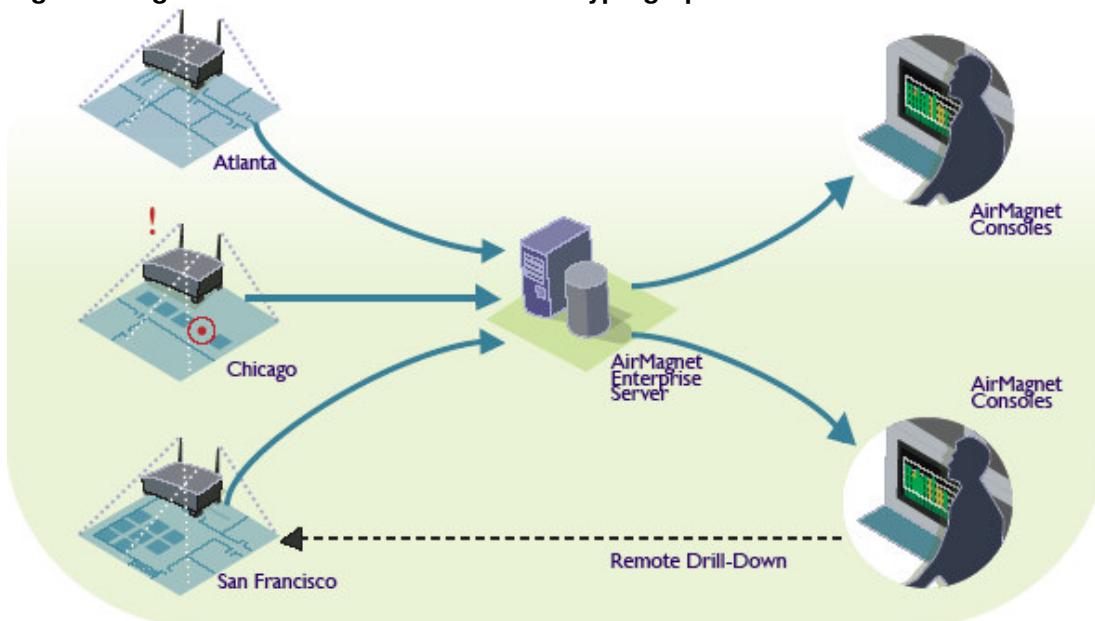 Atlanta
AirMagnet
Consoles
!
Chicago
AirMagnet
Enterprise
Server
AirMagnet
Consoles
Remote Drill-Down
San Francisco